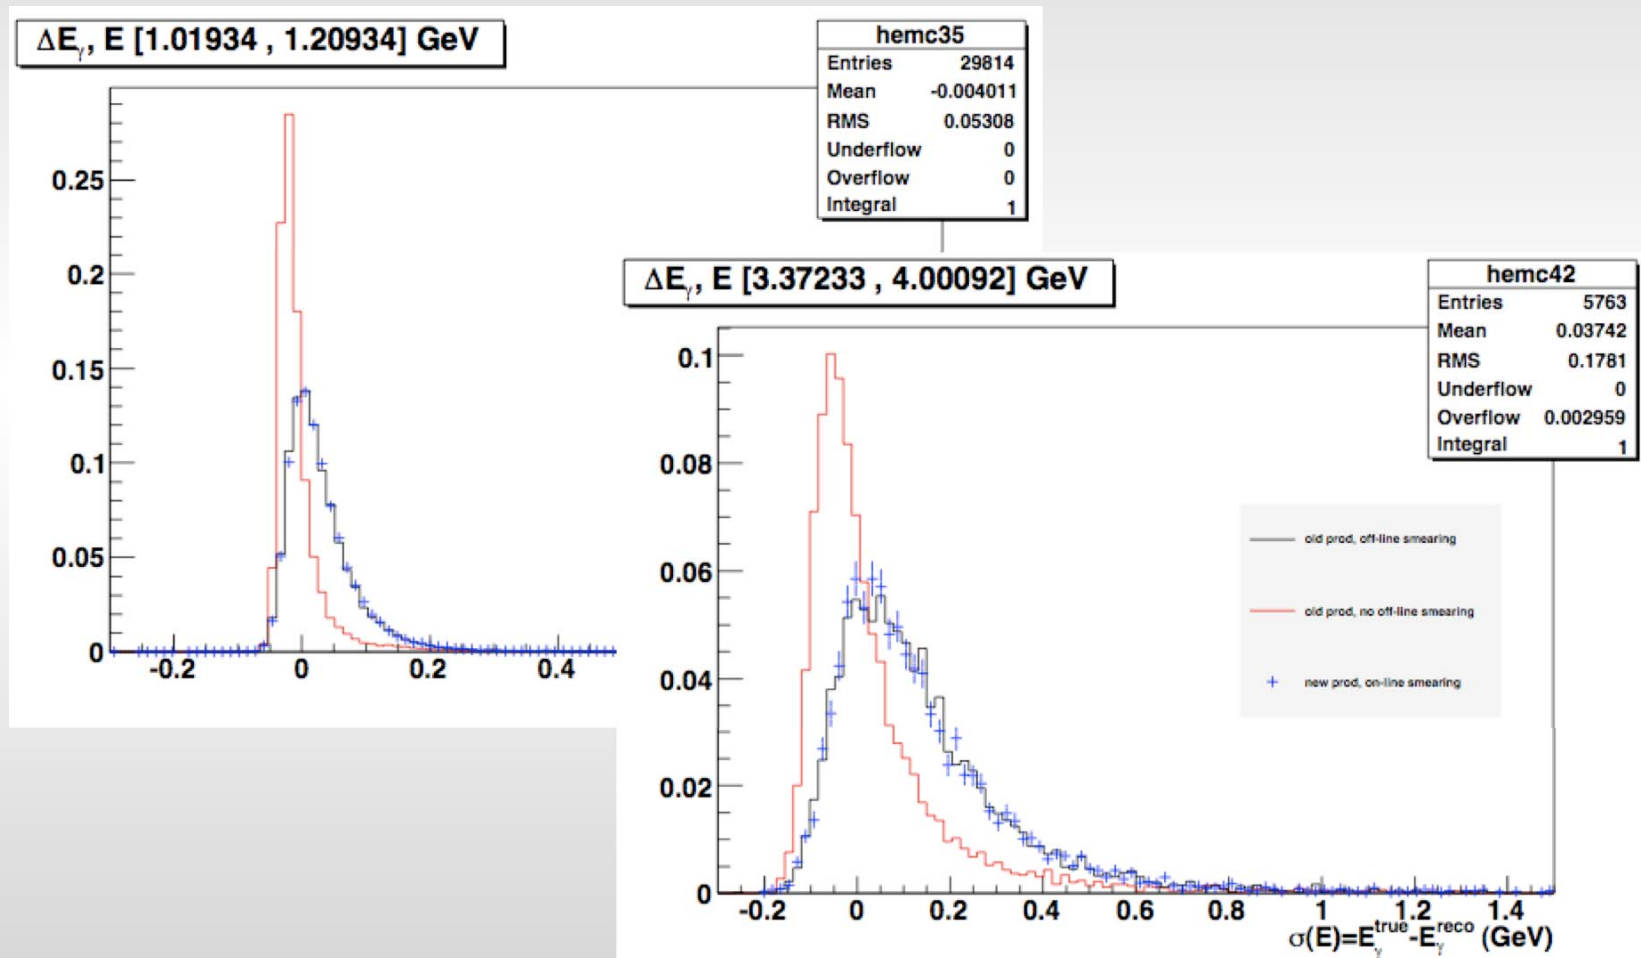 ΔEγ, E [1.01934 , 1.20934] GeV
hemc35
Entries 29814
Mean -0.004011
RMS 0.05308
Underflow 0
Overflow 0
Integral 1
0.25
0.2
0.15
0.1
0.05
0
-0.2 0 0.2 0.4
ΔEγ, E [3.37233 , 4.00092] GeV
hemc42
Entries 5763
Mean 0.03742
RMS 0.1781
Underflow 0
Overflow 0.002959
Integral 1
0.1
0.08
0.06
0.04
0.02
0
old prod, off-line smearing
old prod, no off-line smearing
new prod, on-line smearing
-0.2 0 0.2 0.4 0.6 0.8 1 1.2 1.4
σ(E)=Eγ^true-Eγ^reco (GeV)